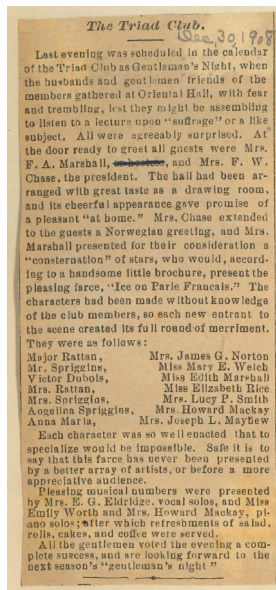 The Triad Club.
Dec, 30, 1908
Last evening was scheduled in the calendar
of the Triad Club as Gentleman's Night, when
the husbands and gentlemen friends of the
members gathered at Oriental Hall, with fear
and trembling, lest they might be assembling
to listen to a lecture upon "suffrage" or a like
subject. All were agreeably surprised. At
the door ready to greet all guests were Mrs.
F. A. Marshall, as hostess, and Mrs. F. W.
Chase, the president. The hall had been ar-
ranged with great taste as a drawing room,
and its cheerful appearance gave promise of
a pleasant "at home." Mrs. Chase extended
to the guests a Norwegian greeting, and Mrs.
Marshall presented for their consideration a
"consternation" of stars, who would, accord-
ing to a handsome little brochure, present the
pleasing farce, "Ice on Parle Francais." The
characters had been made without knowledge
of the club members, so each new entrant to
the scene created its full round of merriment.
They were as follows:
Major Rattan, Mrs. James G. Norton
Mr. Spriggins, Miss Mary E. Welch
Victor Dubois, Miss Edith Marshall
Mrs. Rattan, Miss Elizabeth Rice
Mrs. Spriggins, Mrs. Lucy P. Smith
Angelina Spriggins, Mrs. Howard Mackay
Anna Maria, Mrs. Joseph L. Mayhew
Each character was so well enacted that to
specialize would be impossible. Safe it is to
say that this farce has never been presented
by a better array of artists, or before a more
appreciative audience.
Pleasing musical numbers were presented
by Mrs. E. G. Eldridge, vocal solos, and Miss
Emily Worth and Mrs. Howard Mackay, pi-
ano solos; after which refreshments of salad,
rolls, cakes, and coffee were served.
All the gentlemen voted the evening a com-
plete success, and are looking forward to the
next season's "gentleman's night"